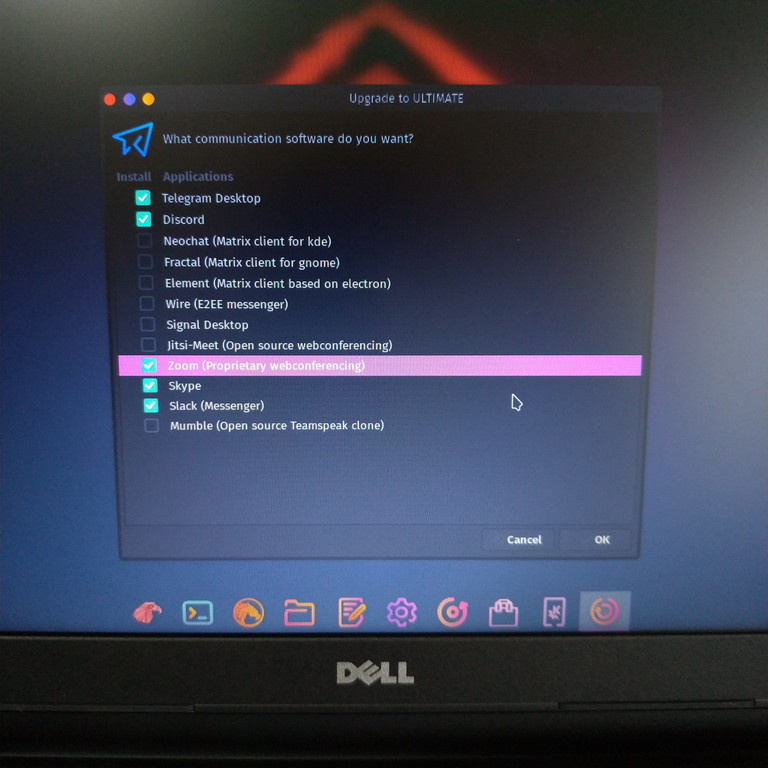 Upgrade to ULTIMATE
What communication software do you want?
Install Applications
Telegram Desktop
Discord
Neochat (Matrix client for kde)
Fractal (Matrix client for gnome)
Element (Matrix client based on electron)
Wire (E2EE messenger)
Signal Desktop
Jitsi-Meet (Open source webconferencing)
Zoom (Proprietary webconferencing)
Skype
Slack (Messenger)
Mumble (Open source Teamspeak clone)
Cancel OK
DELL